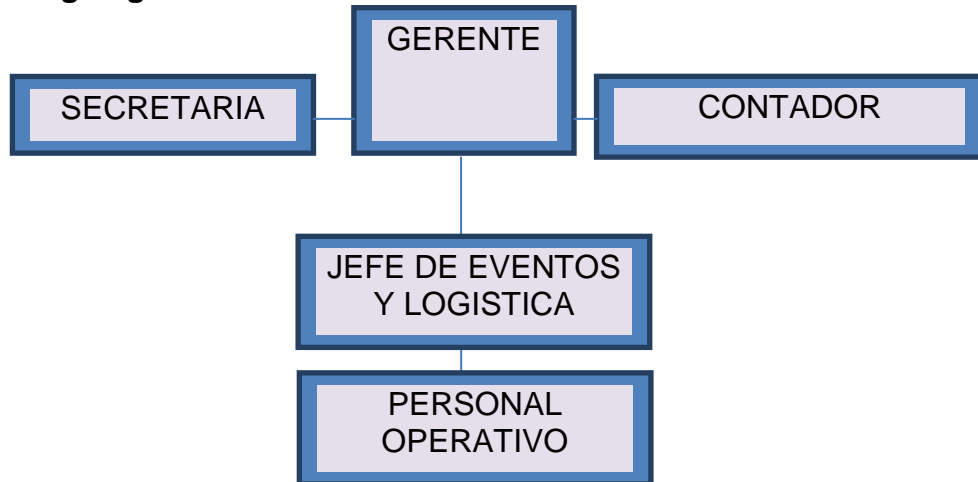 GERENTE
SECRETARIA
CONTADOR
JEFE DE EVENTOS
Y LOGISTICA
PERSONAL
OPERATIVO